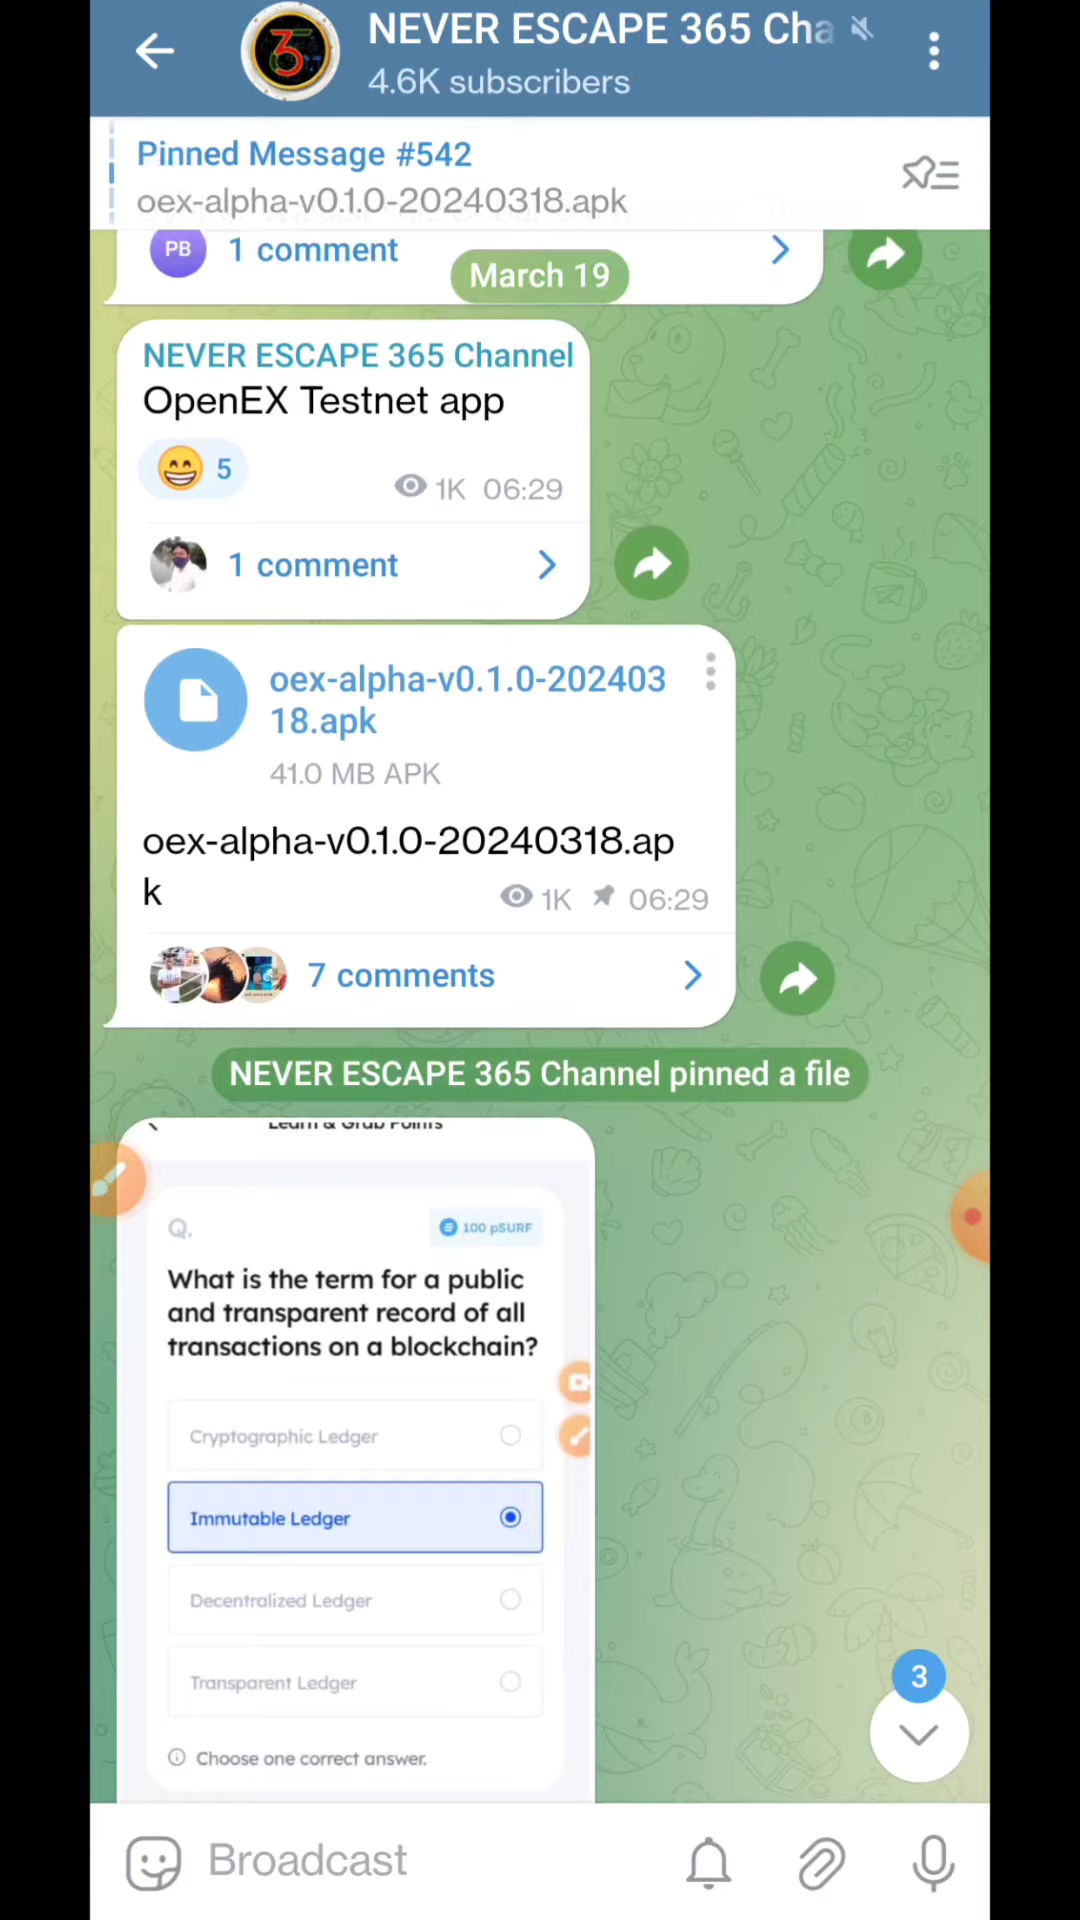 NEVER ESCAPE 365 Cha
4.6K subscribers
Pinned Message #542
oex-alpha-v0.1.0-20240318.apk
PB 1 comment
March 19
NEVER ESCAPE 365 Channel
OpenEX Testnet app
5
1K 06:29
1 comment
oex-alpha-v0.1.0-202403
18.apk
41.0 MB APK
oex-alpha-v0.1.0-20240318.ap
k
1K 06:29
7 comments
NEVER ESCAPE 365 Channel pinned a file
Learn & Grab Points
Q. 100 pSURF
What is the term for a public
and transparent record of all
transactions on a blockchain?
Cryptographic Ledger
Immutable Ledger
Decentralized Ledger
Transparent Ledger
Choose one correct answer.
3
Broadcast